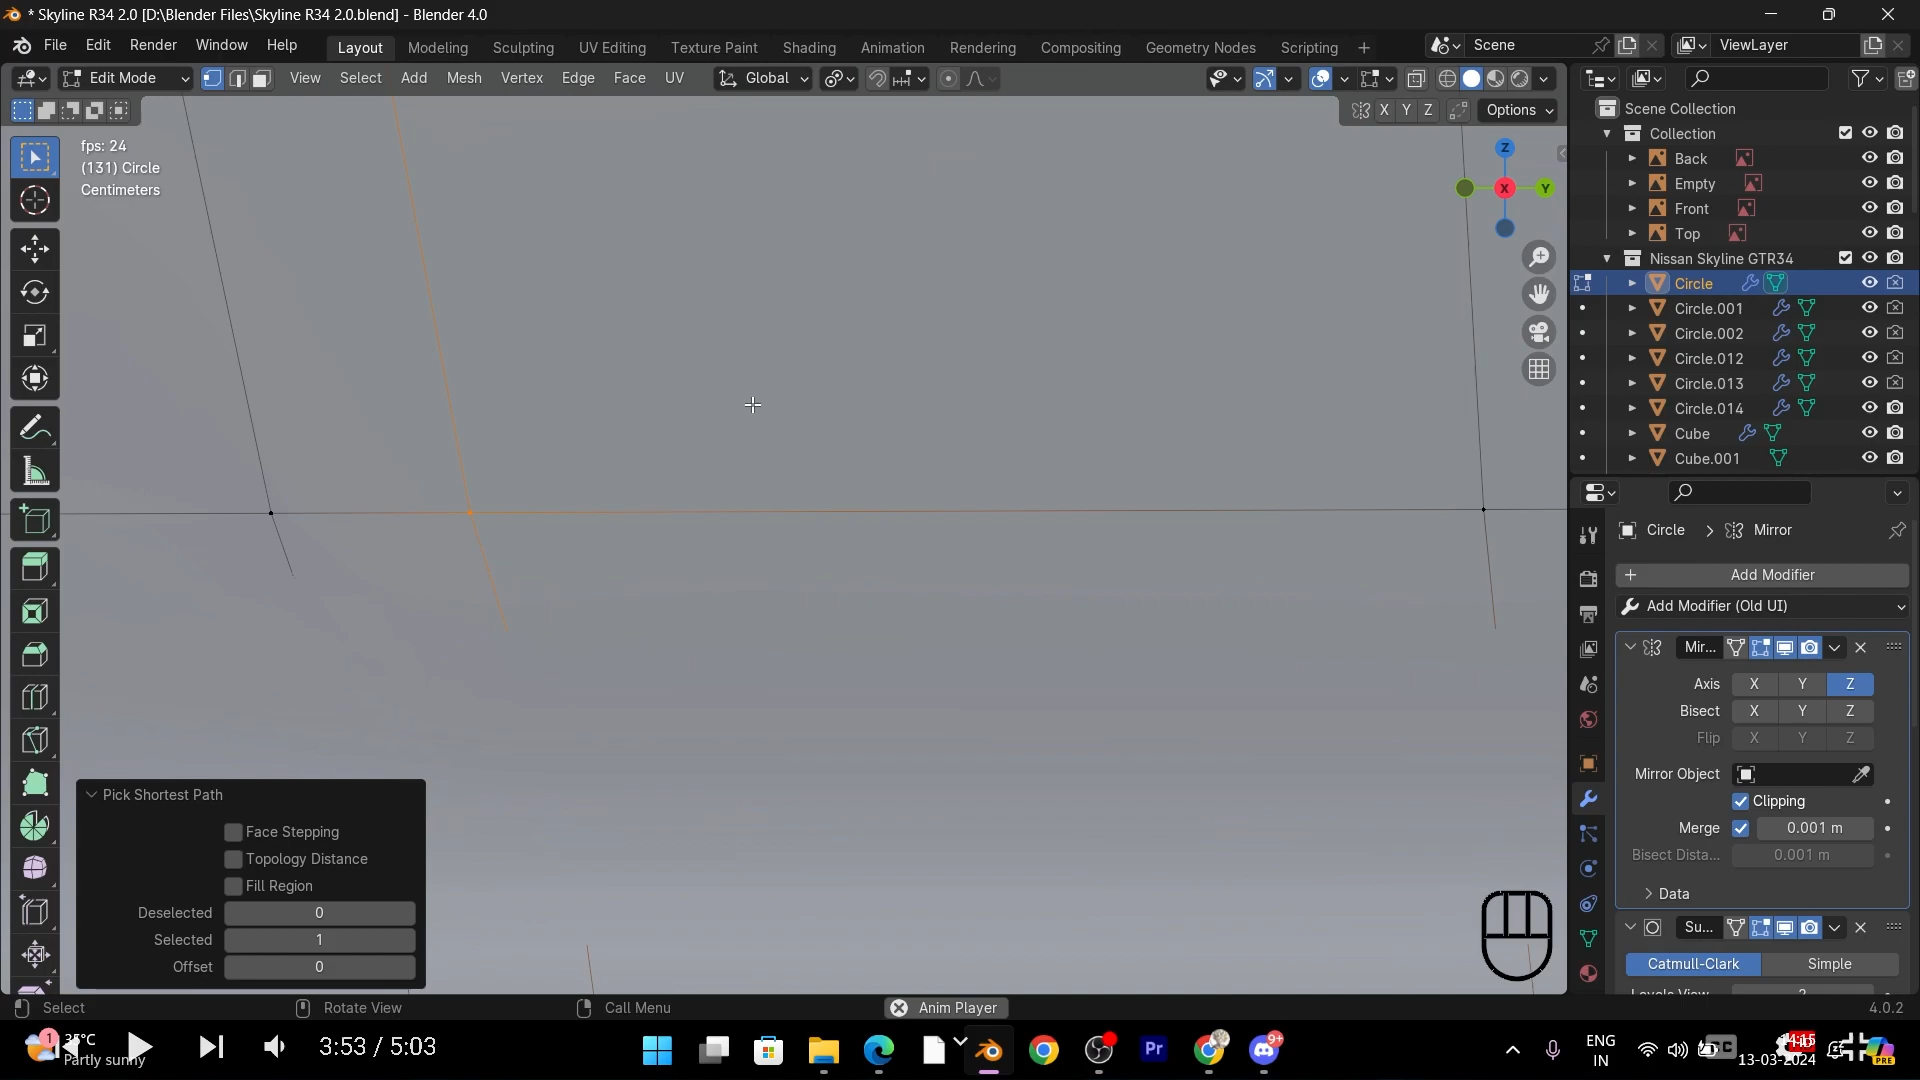 * Skyline R34 2.0 [D:\Blender Files\Skyline R34 2.0.blend] - Blender 4.0
File Edit Render Window Help
Layout Modeling Sculpting UV Editing Texture Paint Shading Animation Rendering Compositing Geometry Nodes Scripting +
Scene
ViewLayer
Edit Mode
View Select Add Mesh Vertex Edge Face UV
Global
X Y Z
Options
fps: 24
(131) Circle
Centimeters
Z
X
Y
Scene Collection
Collection
Back
Empty
Front
Top
Nissan Skyline GTR34
Circle
Circle.001
Circle.002
Circle.012
Circle.013
Circle.014
Cube
Cube.001
Circle > Mirror
+ Add Modifier
Add Modifier (Old UI)
Mir...
Axis X Y Z
Bisect X Y Z
Flip X Y Z
Mirror Object
Clipping
Merge 0.001 m
Bisect Dista... 0.001 m
> Data
Su...
Catmull-Clark Simple
Pick Shortest Path
Face Stepping
Topology Distance
Fill Region
Deselected 0
Selected 1
Offset 0
Select
Rotate View
Call Menu
Anim Player
4.0.2
1
35°C
Partly sunny
3:53 / 5:03
Pr
9+
ENG
IN
13-03-2024
PRE